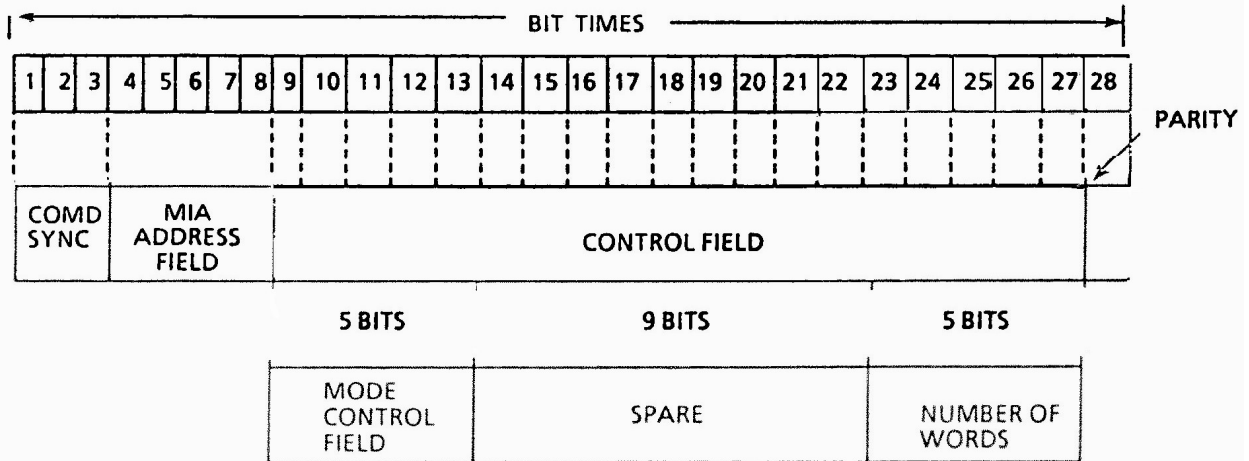 BIT TIMES
1 2 3 4 5 6 7 8 9 10 11 12 13 14 15 16 17 18 19 20 21 22 23 24 25 26 27 28
PARITY
COMD SYNC
MIA ADDRESS FIELD
CONTROL FIELD
5 BITS 9 BITS 5 BITS
MODE CONTROL FIELD
SPARE
NUMBER OF WORDS